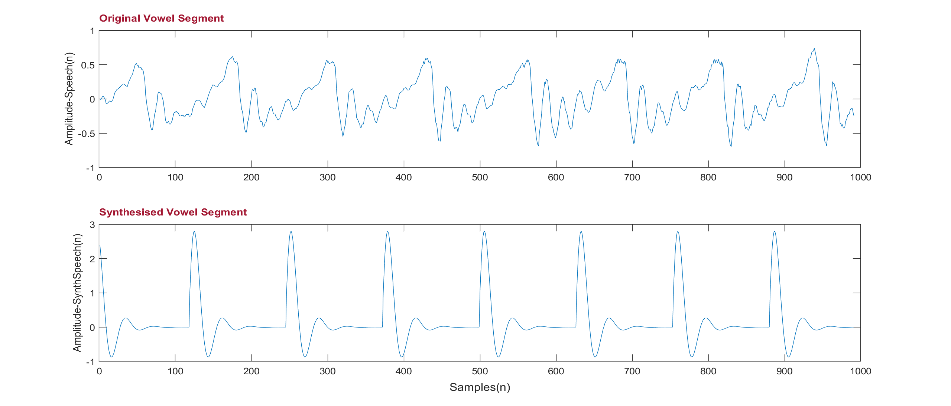 Original Vowel Segment
1
0.5
0
-0.5
-1
Amplitude-Speech(n)
0 100 200 300 400 500 600 700 800 900 1000
Synthesised Vowel Segment
3
2
1
0
-1
Amplitude-SynthSpeech(n)
0 100 200 300 400 500 600 700 800 900 1000
Samples(n)